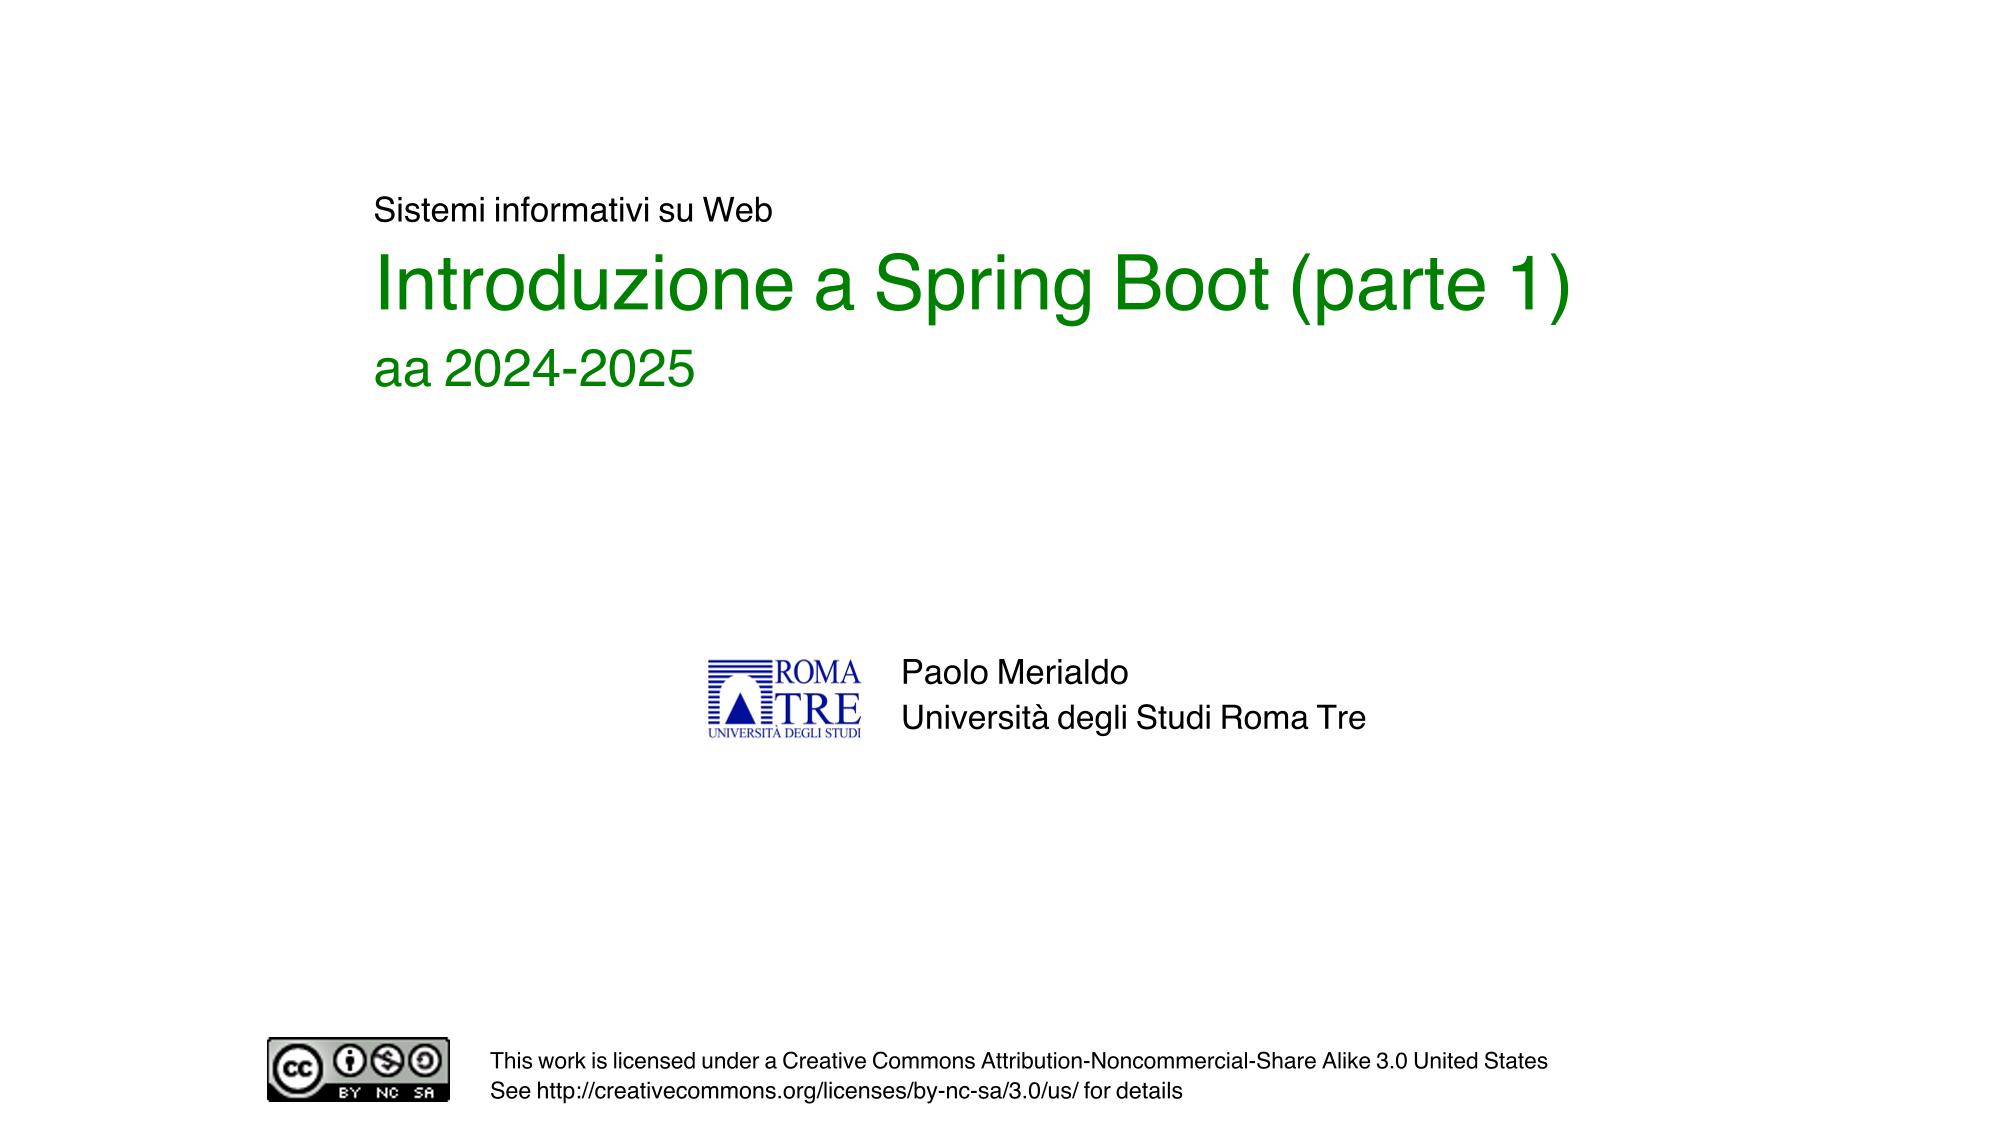 Sistemi informativi su Web
Introduzione a Spring Boot (parte 1)
aa 2024-2025
ROMA
TRE
UNIVERSITÀ DEGLI STUDI
Paolo Merialdo
Università degli Studi Roma Tre
cc
BY NC SA
This work is licensed under a Creative Commons Attribution-Noncommercial-Share Alike 3.0 United States
See http://creativecommons.org/licenses/by-nc-sa/3.0/us/ for details